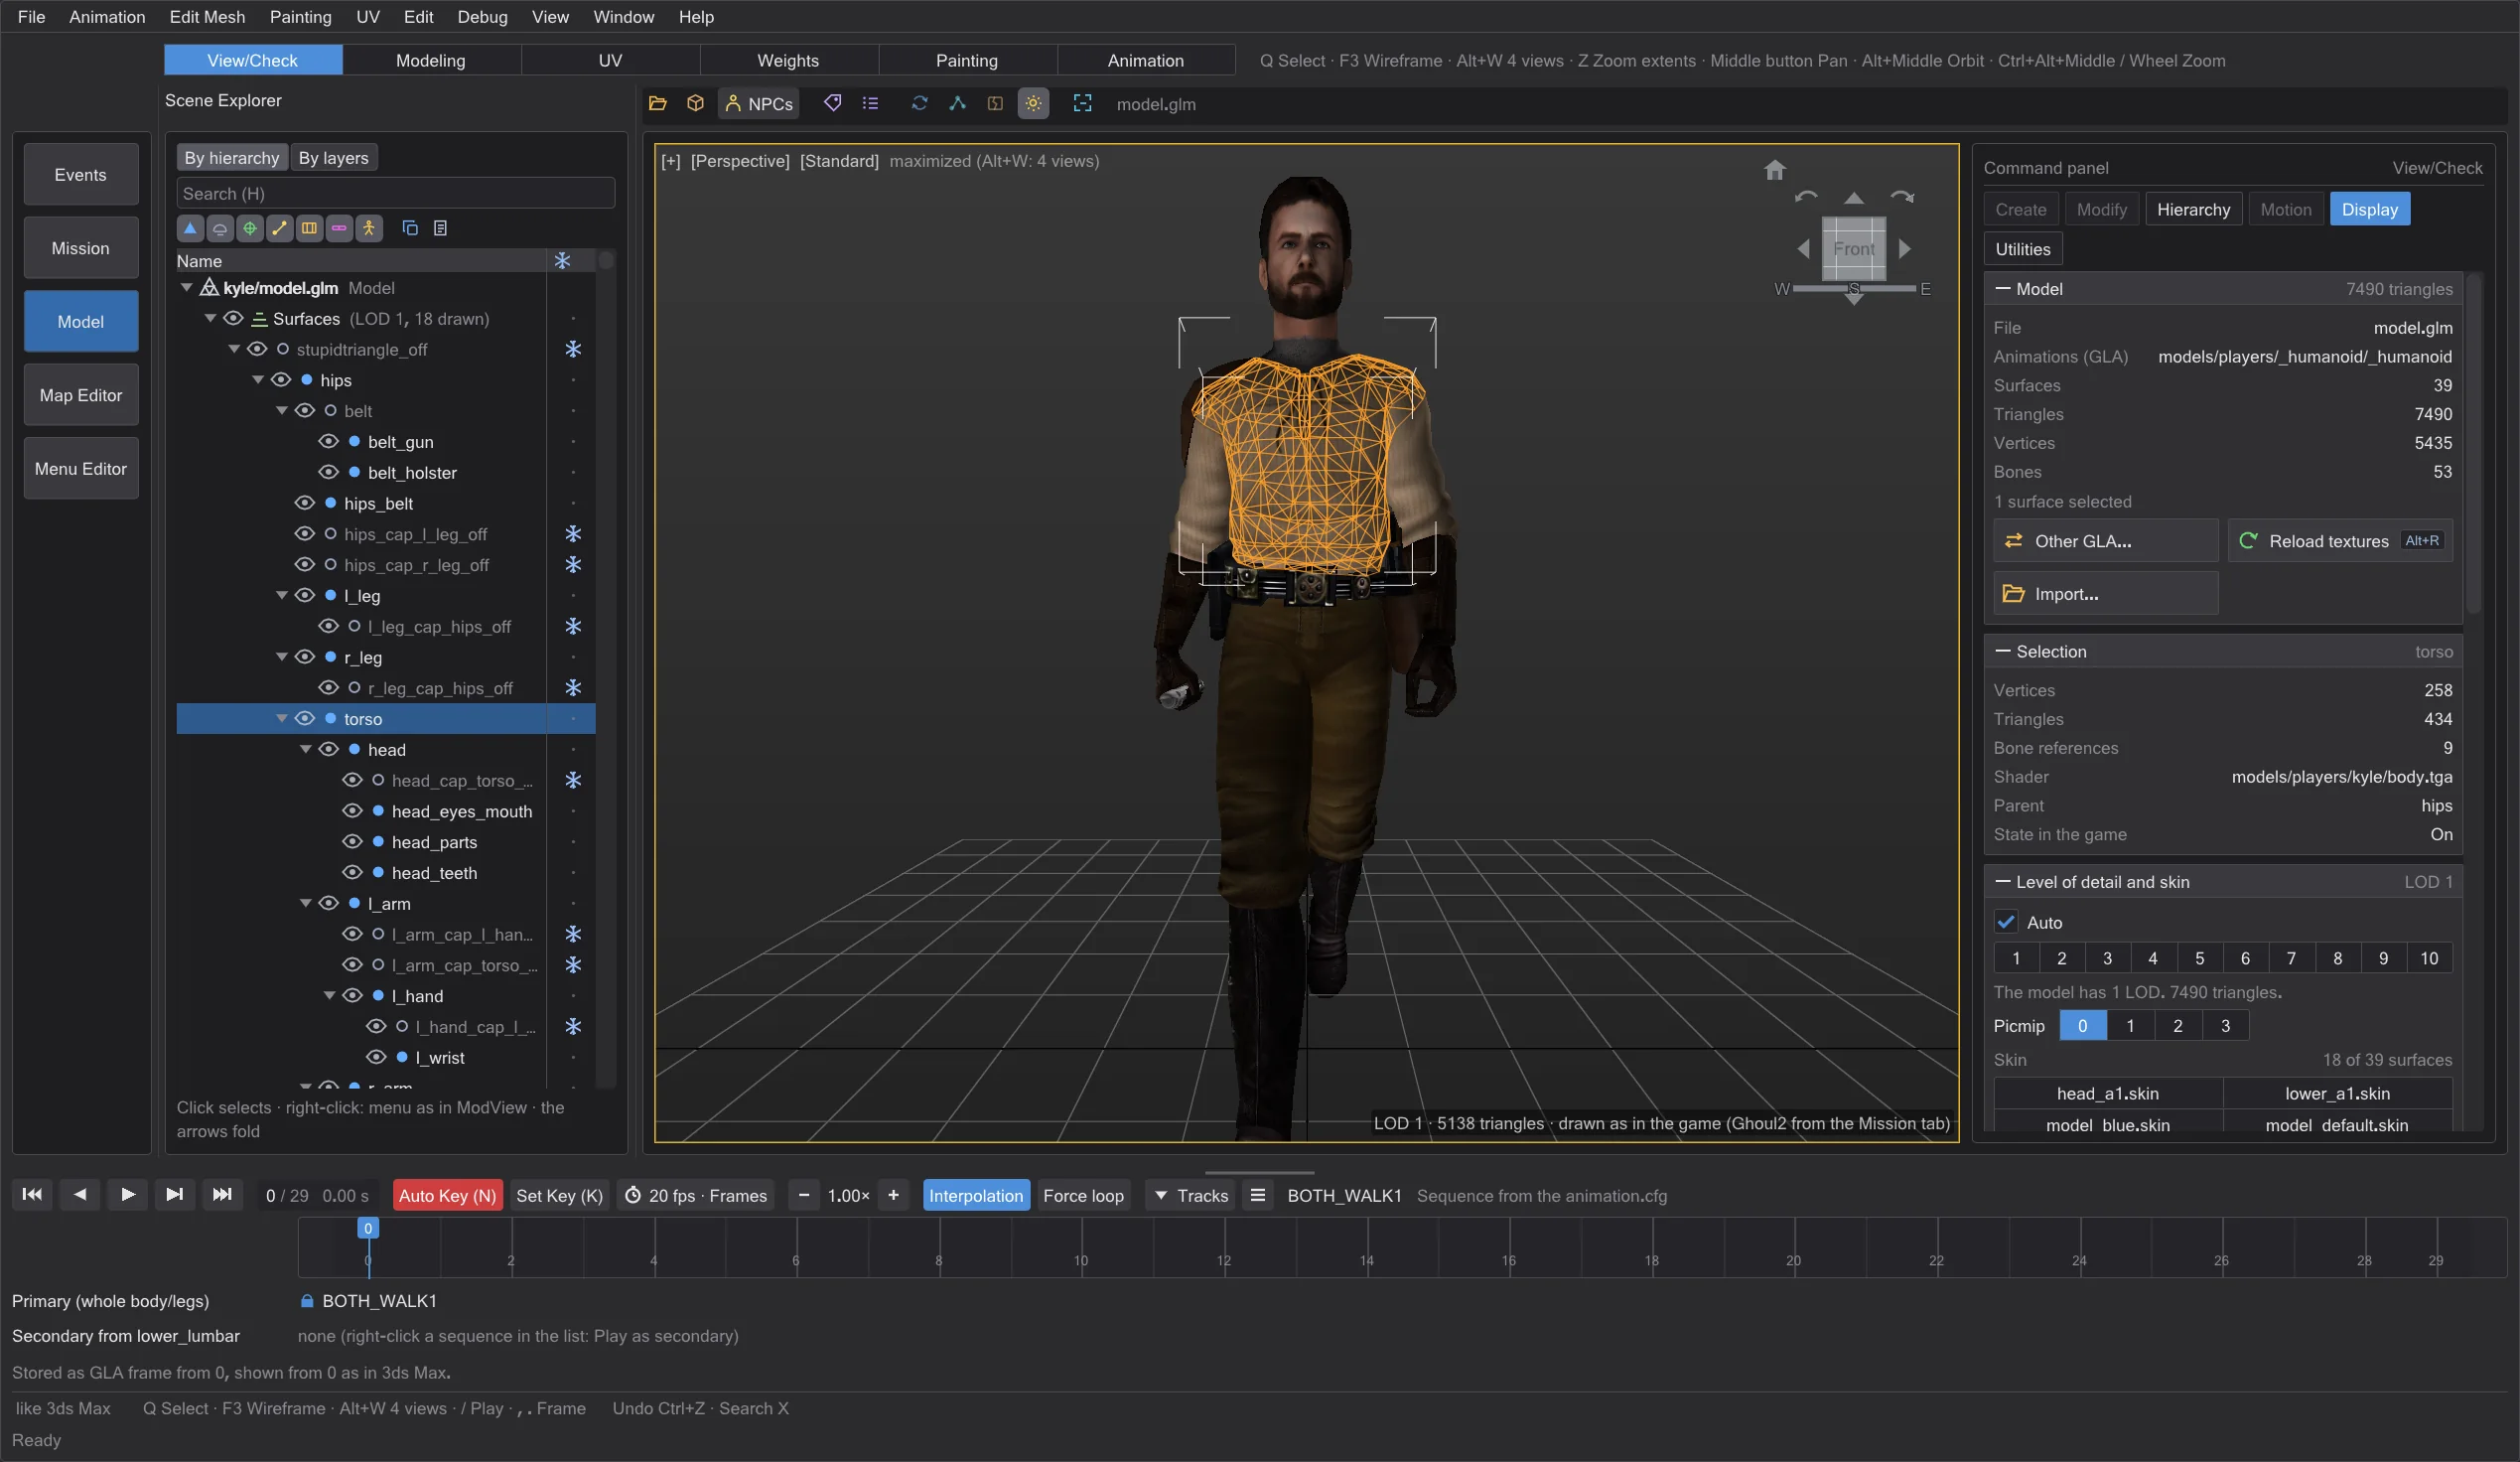 File Animation Edit Mesh Painting UV Edit Debug View Window Help
View/Check Modeling UV Weights Painting Animation Q Select · F3 Wireframe · Alt+W 4 views · Z Zoom extents · Middle button Pan · Alt+Middle Orbit · Ctrl+Alt+Middle / Wheel Zoom
Scene Explorer
NPCs model.glm
Events
Mission
Model
Map Editor
Menu Editor
By hierarchy By layers
Search (H)
Name
kyle/model.glm Model
Surfaces (LOD 1, 18 drawn)
stupidtriangle_off
hips
belt
belt_gun
belt_holster
hips_belt
hips_cap_l_leg_off
hips_cap_r_leg_off
l_leg
l_leg_cap_hips_off
r_leg
r_leg_cap_hips_off
torso
head
head_cap_torso_...
head_eyes_mouth
head_parts
head_teeth
l_arm
l_arm_cap_l_han...
l_arm_cap_torso_...
l_hand
l_hand_cap_l_...
l_wrist
r_arm
Click selects · right-click: menu as in ModView · the
arrows fold
[+] [Perspective] [Standard] maximized (Alt+W: 4 views)
Front
W S E
LOD 1 · 5138 triangles · drawn as in the game (Ghoul2 from the Mission tab)
Command panel View/Check
Create Modify Hierarchy Motion Display
Utilities
Model 7490 triangles
File model.glm
Animations (GLA) models/players/_humanoid/_humanoid
Surfaces 39
Triangles 7490
Vertices 5435
Bones 53
1 surface selected
Other GLA... Reload textures Alt+R
Import...
Selection torso
Vertices 258
Triangles 434
Bone references 9
Shader models/players/kyle/body.tga
Parent hips
State in the game On
Level of detail and skin LOD 1
Auto
1 2 3 4 5 6 7 8 9 10
The model has 1 LOD. 7490 triangles.
Picmip 0 1 2 3
Skin 18 of 39 surfaces
head_a1.skin lower_a1.skin
model_blue.skin model_default.skin
0 / 29 0.00 s Auto Key (N) Set Key (K) 20 fps · Frames − 1.00× + Interpolation Force loop Tracks BOTH_WALK1 Sequence from the animation.cfg
0
0 2 4 6 8 10 12 14 16 18 20 22 24 26 28 29
Primary (whole body/legs) BOTH_WALK1
Secondary from lower_lumbar none (right-click a sequence in the list: Play as secondary)
Stored as GLA frame from 0, shown from 0 as in 3ds Max.
like 3ds Max Q Select · F3 Wireframe · Alt+W 4 views · / Play · , . Frame Undo Ctrl+Z · Search X
Ready